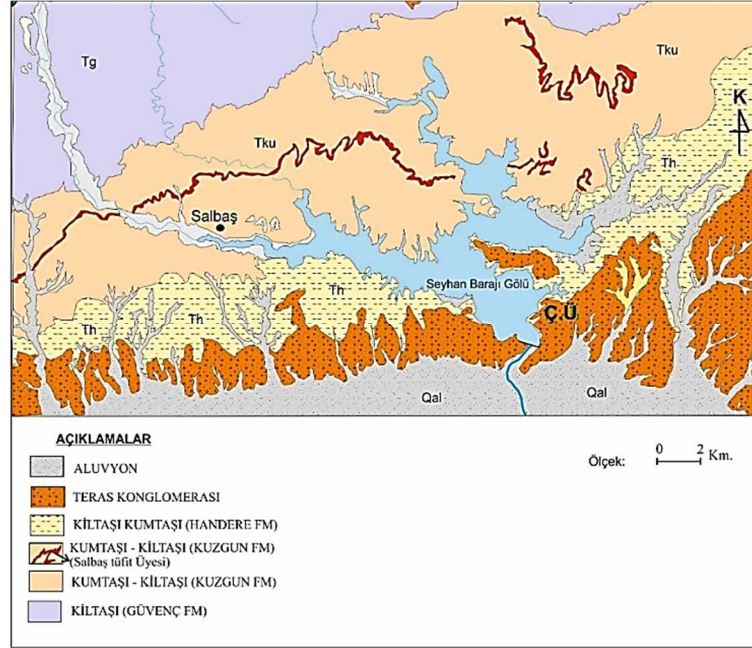 Tg
Tku
K
Tku
Th
Salbaş
Seyhan Barajı Gölü
Th
Ç.Ü
Th
Th
Qal
Qal
AÇIKLAMALAR
ALUVYON
TERAS KONGLOMERASI
KİLTAŞI KUMTAŞI (HANDERE FM)
KUMTAŞI - KİLTAŞI (KUZGUN FM)
(Salbaş tüfit Üyesi)
KUMTAŞI - KİLTAŞI (KUZGUN FM)
KİLTAŞI (GÜVENÇ FM)
Ölçek: 0 2 Km.